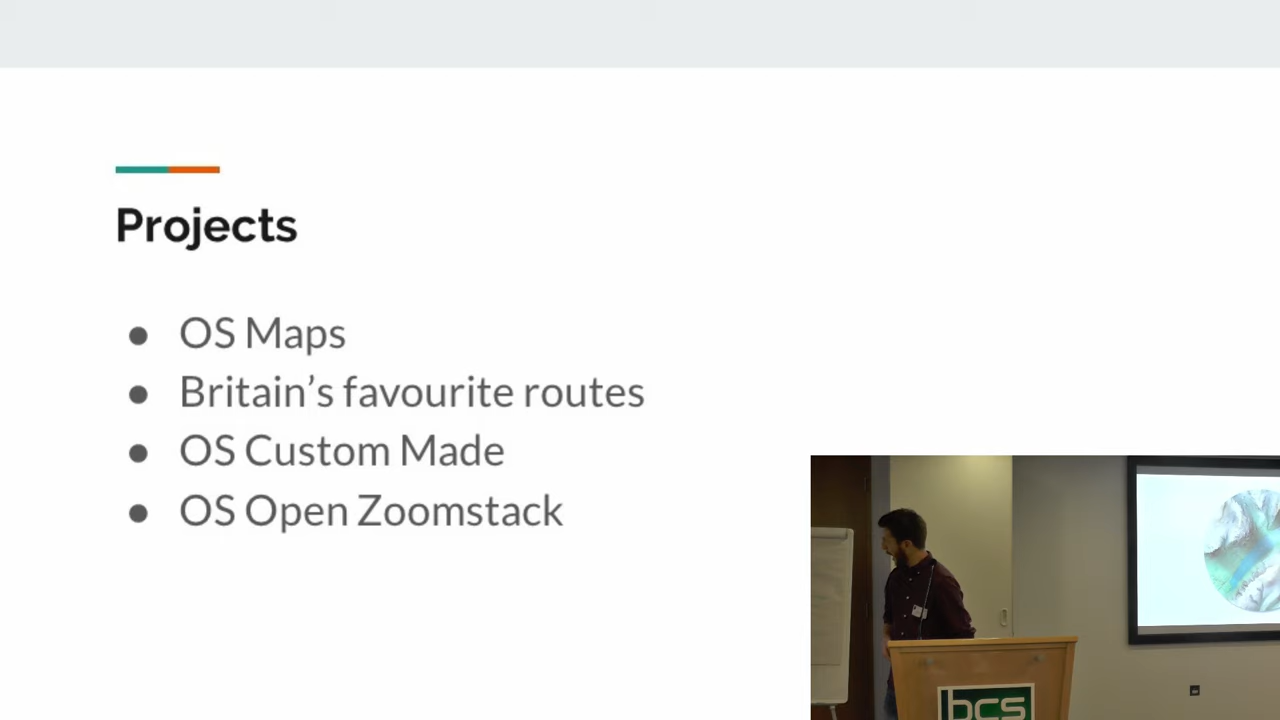 Projects
● OS Maps
● Britain’s favourite routes
● OS Custom Made
● OS Open Zoomstack
bcs